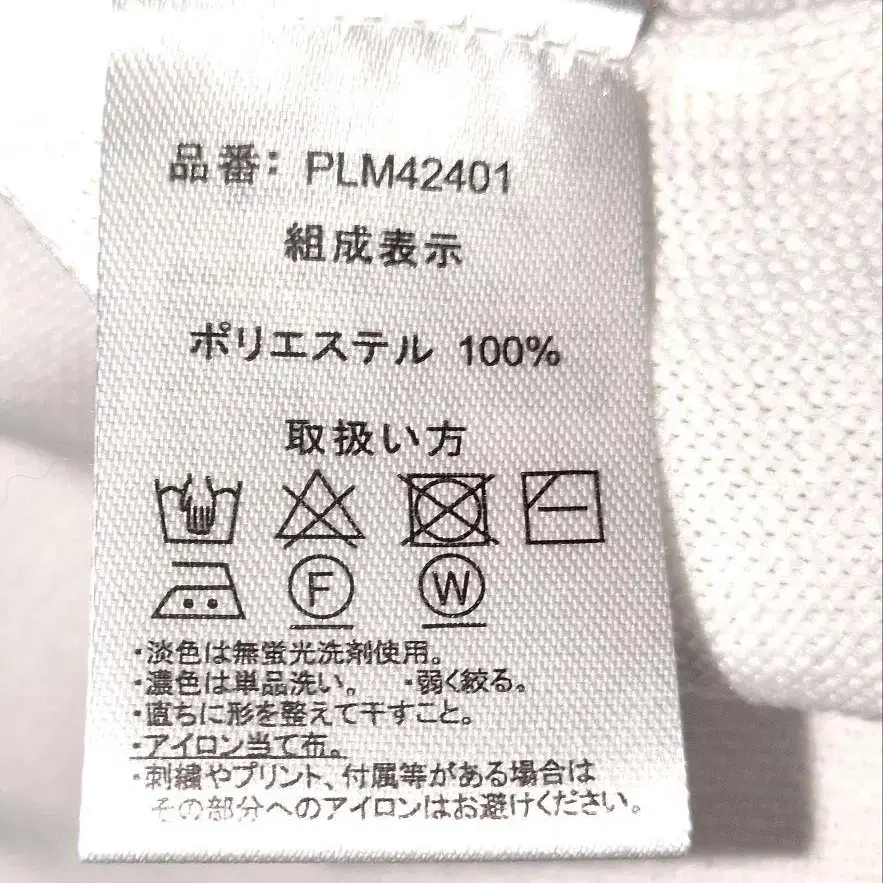 品番: PLM42401
組成表示
ポリエステル 100%
取扱い方
F W
・淡色は無蛍光洗剤使用。
・濃色は単品洗い。 ・弱く絞る。
・直ちに形を整えて干すこと。
・アイロン当て布。
・刺繍やプリント、付属等がある場合は
その部分へのアイロンはお避けください。